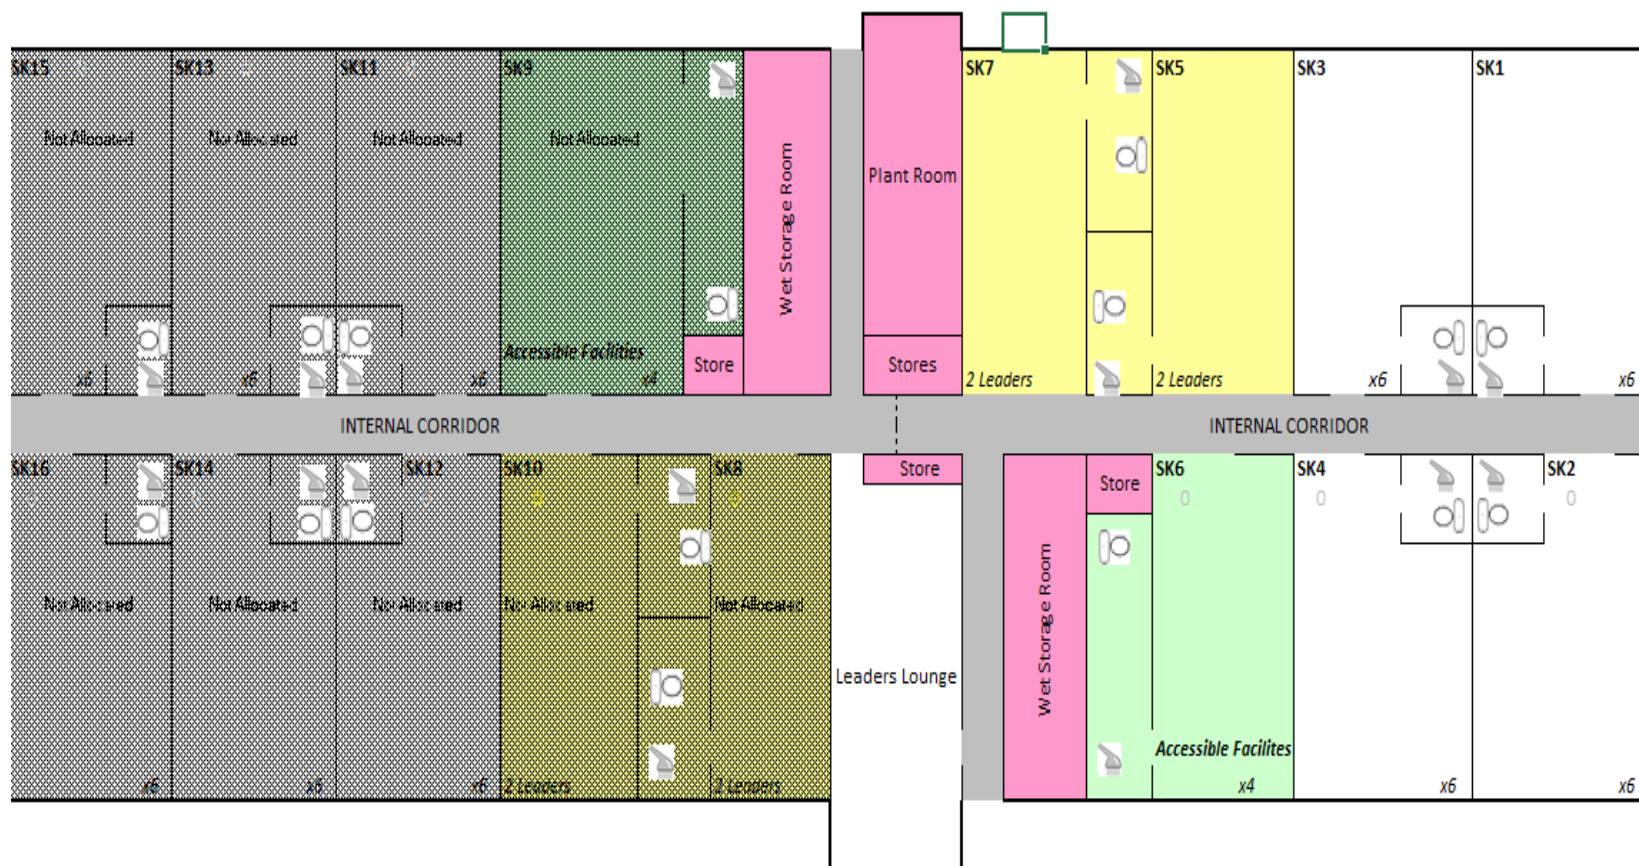 SK15
SK13
SK11
SK9
SK7
SK5
SK3
SK1
Not Allocated
Not Allocated
Not Allocated
Not Allocated
Wet Storage Room
Plant Room
Accessible Facilities
x6
x6
x6
x4
Store
Stores
2 Leaders
2 Leaders
x6
x6
INTERNAL CORRIDOR
INTERNAL CORRIDOR
SK16
SK14
SK12
SK10
SK8
Store
Store
SK6
SK4
SK2
0
0
0
0
0
Not Allocated
Not Allocated
Not Allocated
Not Allocated
Not Allocated
Leaders Lounge
Wet Storage Room
Accessible Facilites
x6
x6
x6
2 Leaders
2 Leaders
x4
x6
x6